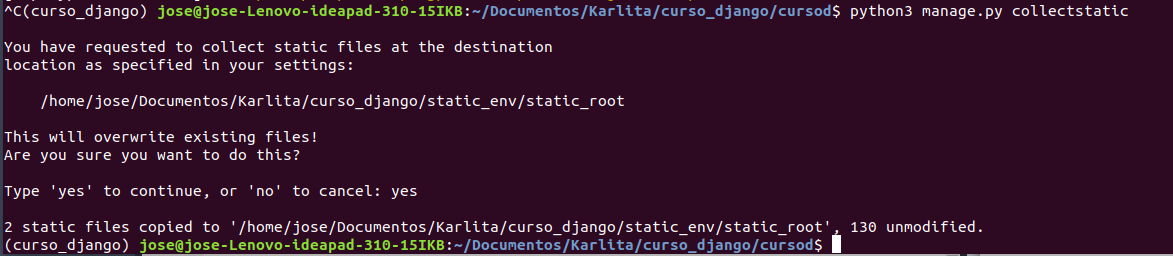 ^C(curso_django) jose@jose-Lenovo-ideapad-310-15IKB:~/Documentos/Karlita/curso_django/cursod$ python3 manage.py collectstatic
You have requested to collect static files at the destination
location as specified in your settings:
/home/jose/Documentos/Karlita/curso_django/static_env/static_root
This will overwrite existing files!
Are you sure you want to do this?
Type 'yes' to continue, or 'no' to cancel: yes
2 static files copied to '/home/jose/Documentos/Karlita/curso_django/static_env/static_root', 130 unmodified.
(curso_django) jose@jose-Lenovo-ideapad-310-15IKB:~/Documentos/Karlita/curso_django/cursod$